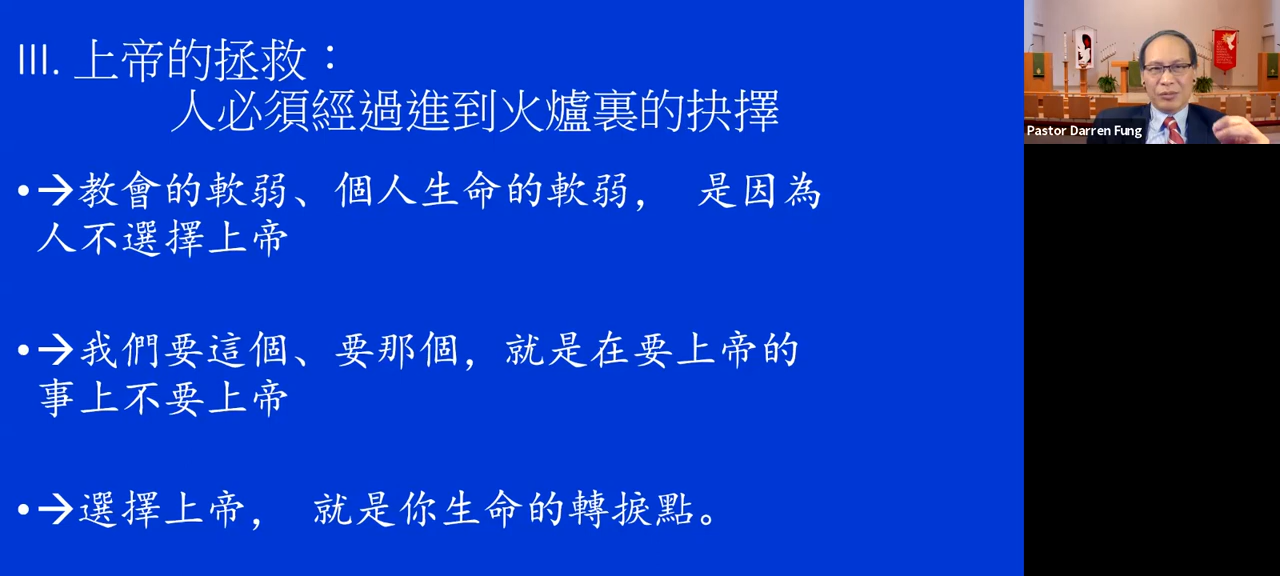 III. 上帝的拯救：
人必須經過進到火爐裏的抉擇
•→教會的軟弱、個人生命的軟弱， 是因為
人不選擇上帝
•→我們要這個、要那個，就是在要上帝的
事上不要上帝
•→選擇上帝， 就是你生命的轉捩點。
Pastor Darren Fung